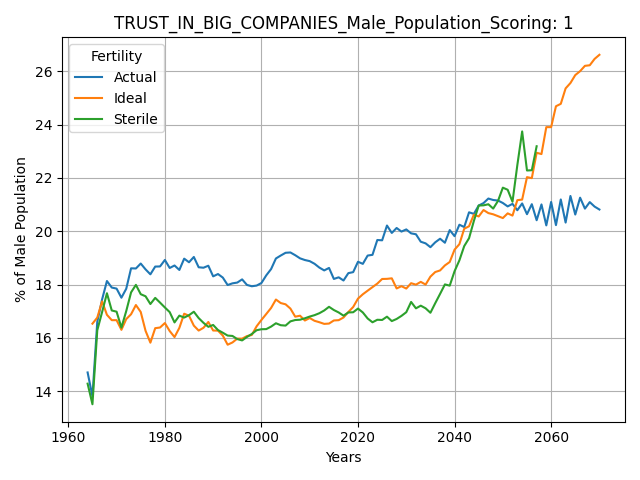 TRUST_IN_BIG_COMPANIES_Male_Population_Scoring: 1
Fertility
Actual
Ideal
Sterile
% of Male Population
26
24
22
20
18
16
14
1960
1980
2000
2020
2040
2060
Years